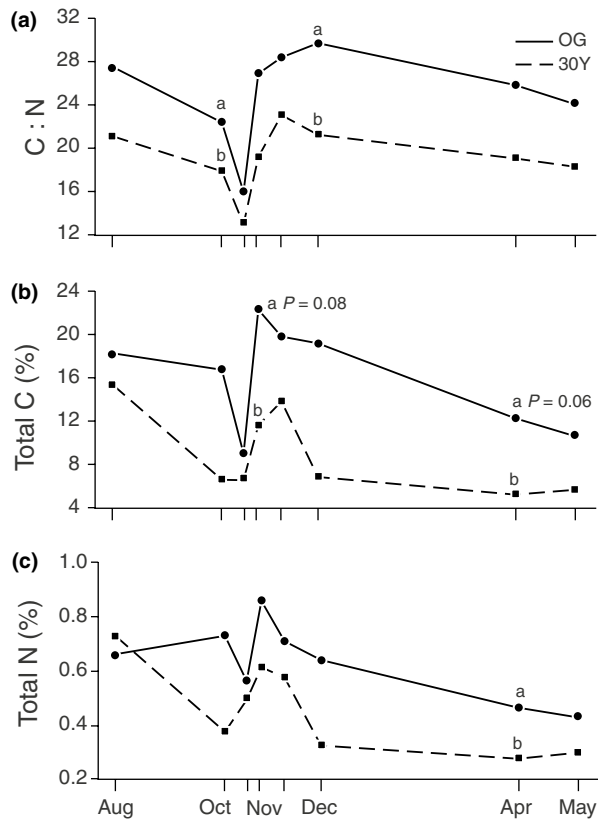 (a)
32
28
24
20
16
12
C : N
a
b
a
b
OG
30Y
(b)
24
20
16
12
8
4
Total C (%)
a P = 0.08
b
a P = 0.06
b
(c)
1.0
0.8
0.6
0.4
0.2
Total N (%)
a
b
Aug Oct Nov Dec Apr May